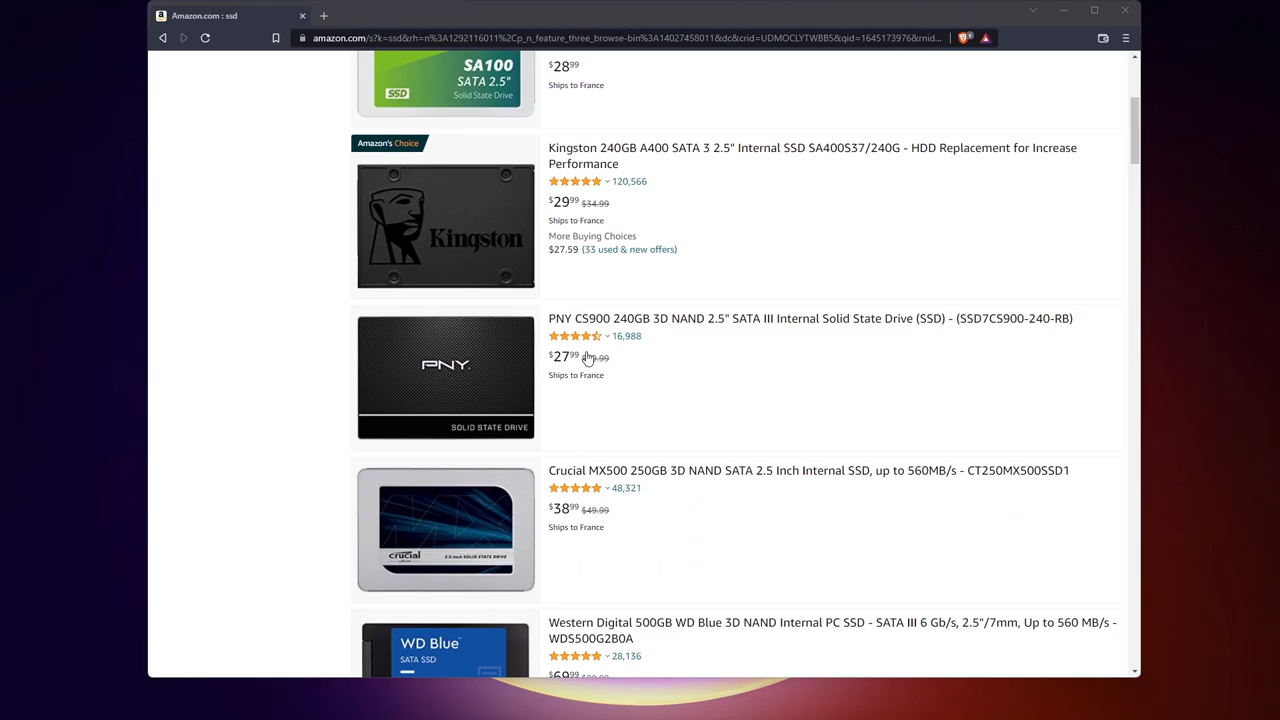 Amazon.com : ssd
amazon.com/s?k=ssd&rh=n%3A1292116011%2Cp_n_feature_three_browse-bin%3A14027458011&dc&crid=UDMOCLYTWBB5&qid=1645173976&rnid...
SA100
SATA 2.5"
Solid State Drive
SSD
$28.99
Ships to France
Amazon's Choice
Kingston
Kingston 240GB A400 SATA 3 2.5" Internal SSD SA400S37/240G - HDD Replacement for Increase
Performance
120,566
$29.99 $34.99
Ships to France
More Buying Choices
$27.59 (33 used & new offers)
PNY
SOLID STATE DRIVE
PNY CS900 240GB 3D NAND 2.5" SATA III Internal Solid State Drive (SSD) - (SSD7CS900-240-RB)
16,988
$27.99
Ships to France
crucial
2.5-inch SOLID STATE DRIVE
Crucial MX500 250GB 3D NAND SATA 2.5 Inch Internal SSD, up to 560MB/s - CT250MX500SSD1
48,321
$38.99 $49.99
Ships to France
WD Blue
SATA SSD
Western Digital 500GB WD Blue 3D NAND Internal PC SSD - SATA III 6 Gb/s, 2.5"/7mm, Up to 560 MB/s -
WDS500G2B0A
28,136